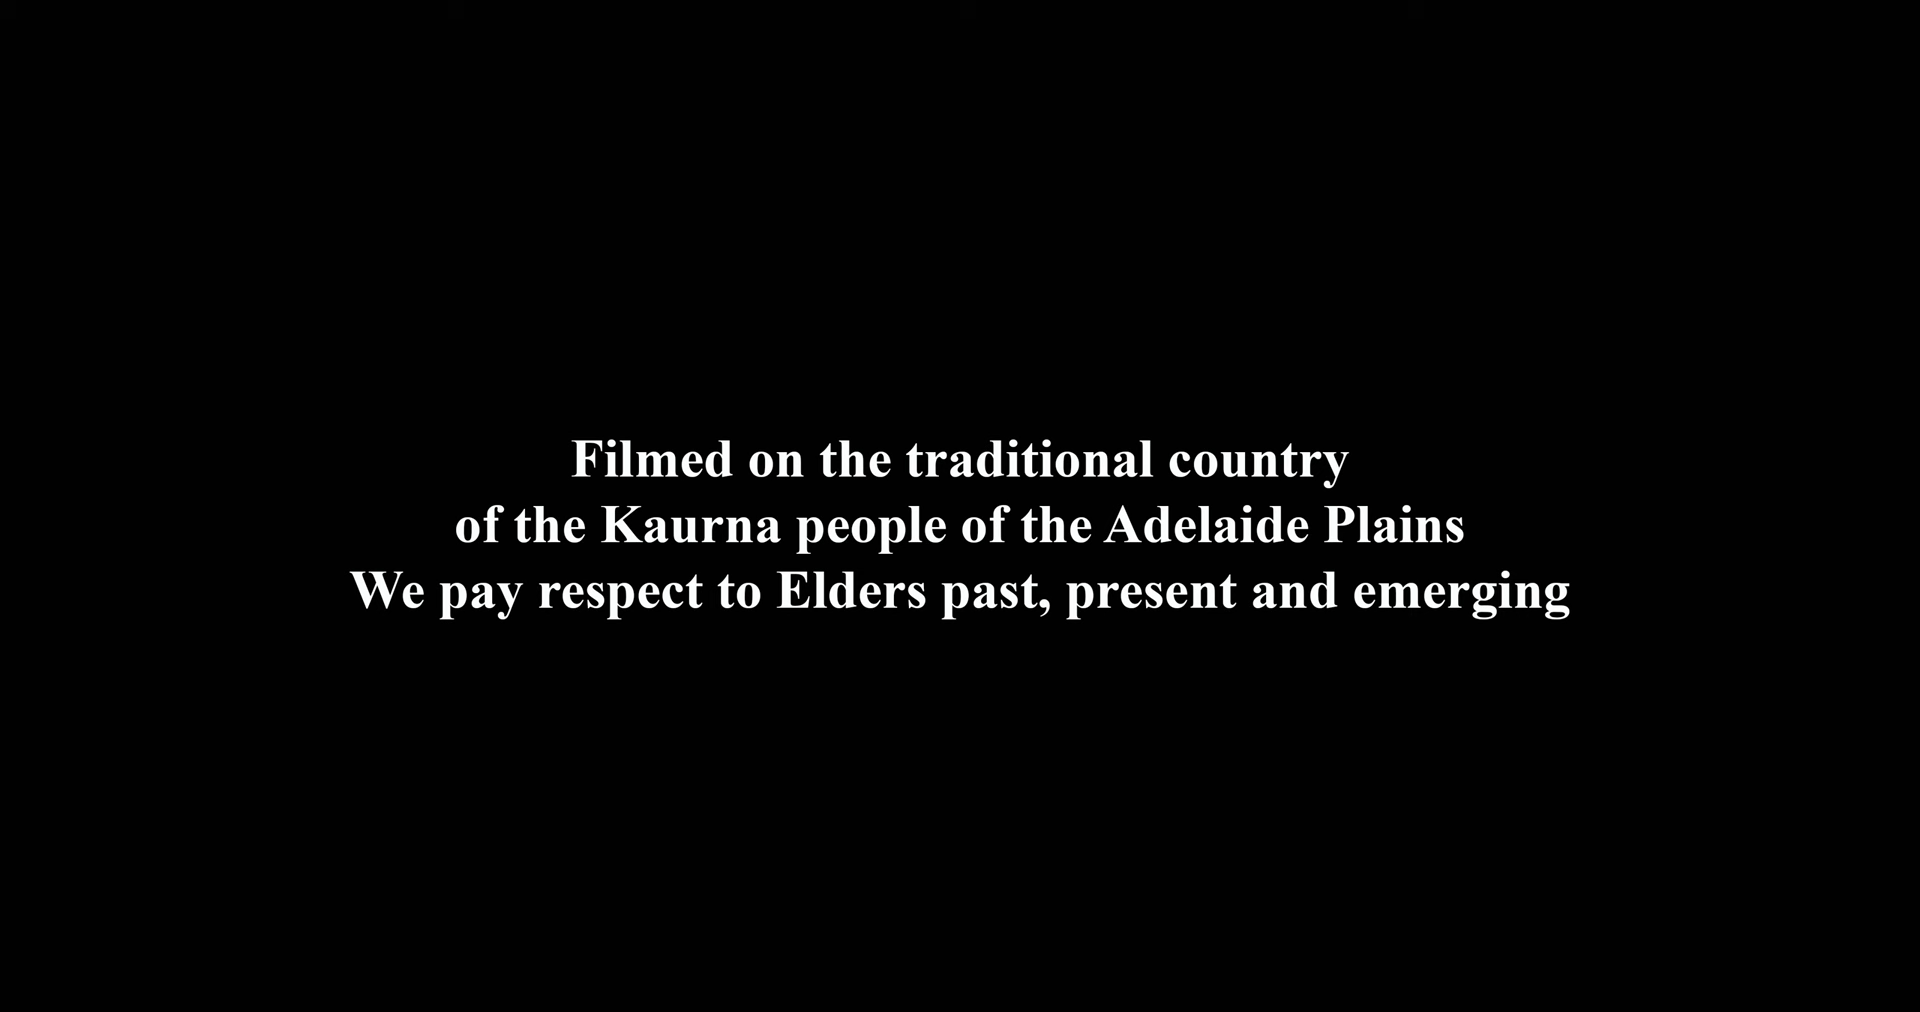 Filmed on the traditional country
of the Kaurna people of the Adelaide Plains
We pay respect to Elders past, present and emerging